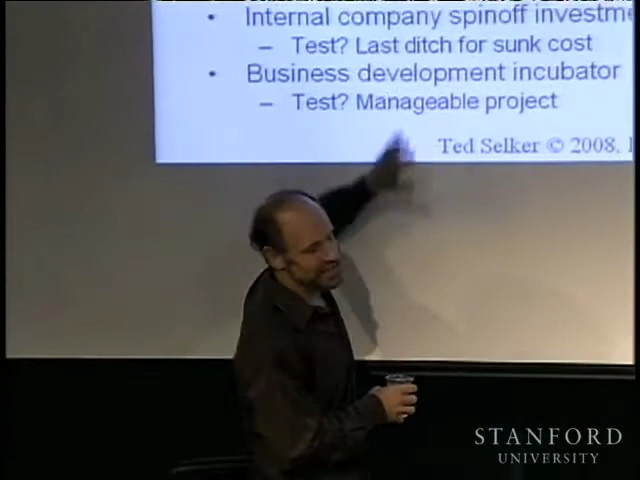 • Internal company spinoff
– Test? Last ditch for sunk cost
• Business development incubator
– Test? Manageable project
Ted Selker © 2008,
STANFORD
UNIVERSITY